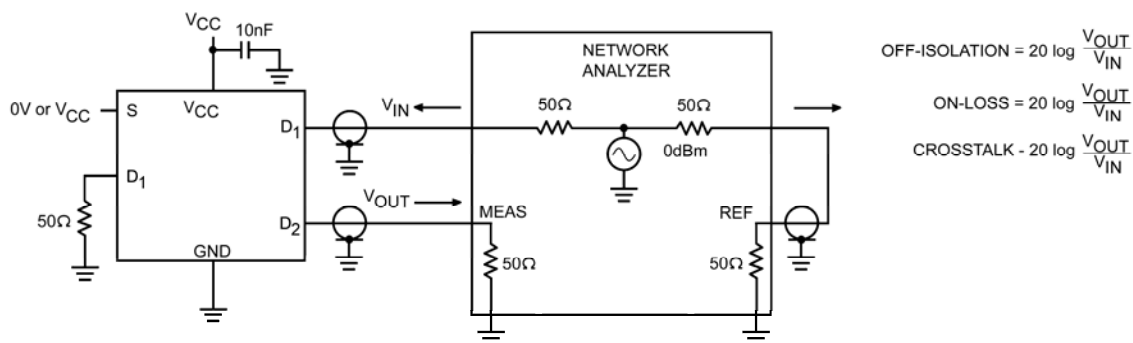 VCC
10nF
0V or VCC
S
VCC
D1
D1
50Ω
D2
GND
VIN
VOUT
NETWORK
ANALYZER
50Ω
50Ω
0dBm
MEAS
REF
50Ω
50Ω
OFF-ISOLATION = 20 log VOUT/VIN
ON-LOSS = 20 log VOUT/VIN
CROSSTALK - 20 log VOUT/VIN